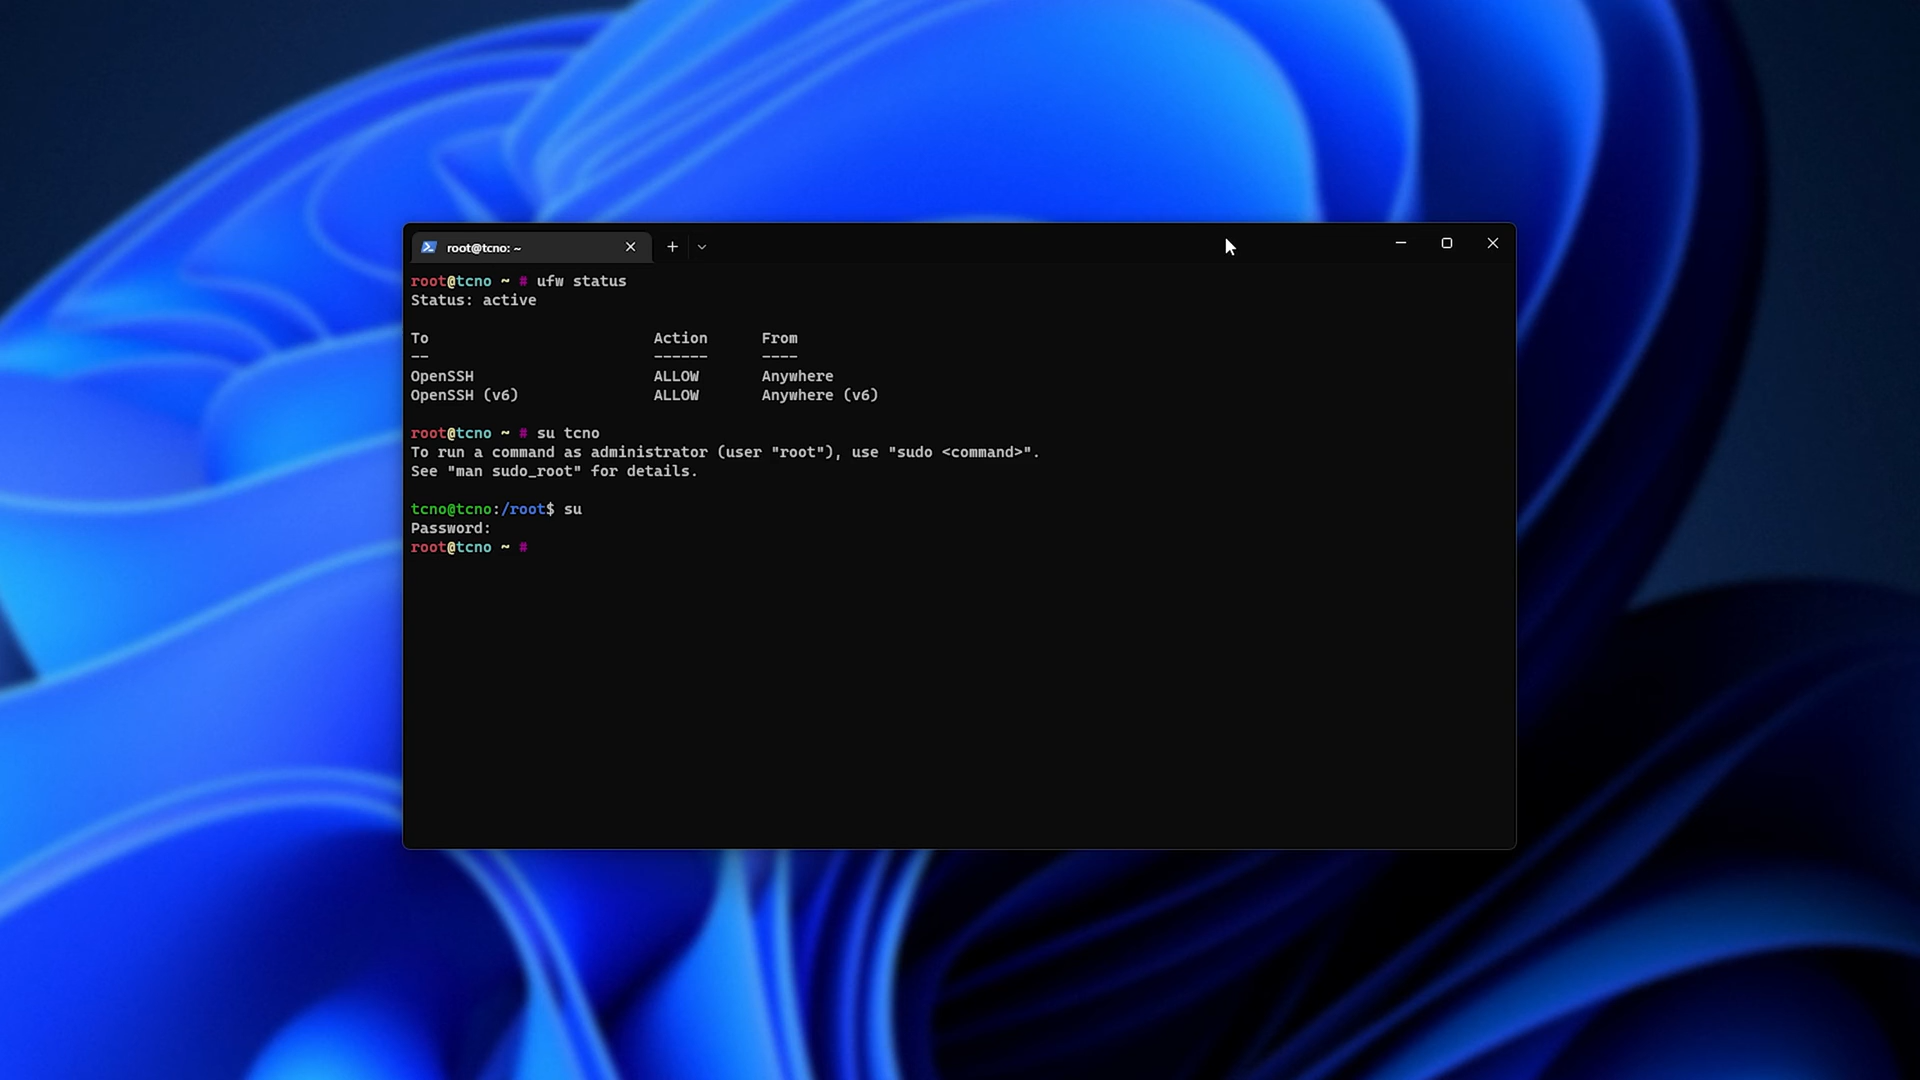 root@tcno: ~
root@tcno ~ # ufw status
Status: active
To                         Action      From
--                         ------      ----
OpenSSH                    ALLOW       Anywhere
OpenSSH (v6)               ALLOW       Anywhere (v6)
root@tcno ~ # su tcno
To run a command as administrator (user "root"), use "sudo <command>".
See "man sudo_root" for details.
tcno@tcno:/root$ su
Password:
root@tcno ~ #